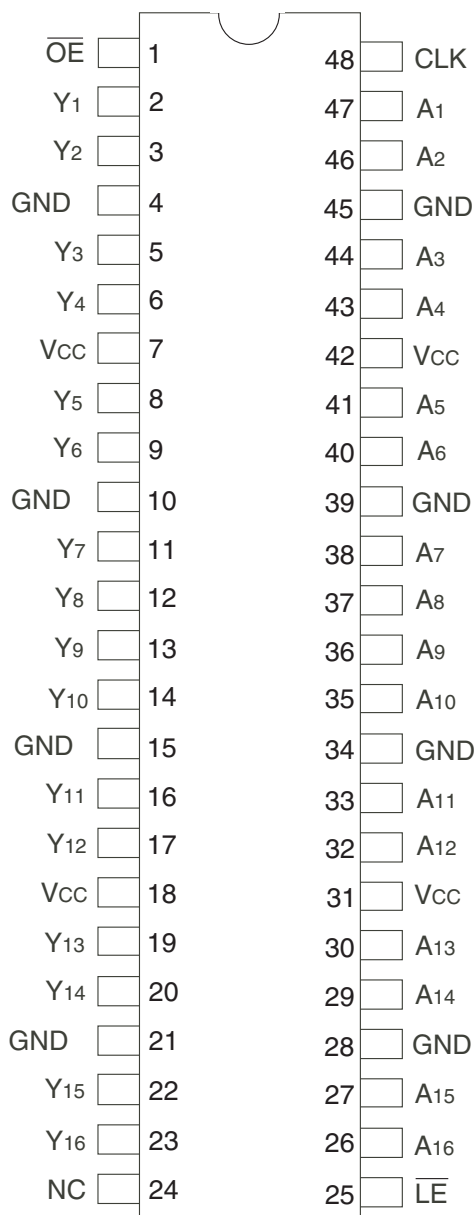 OE 1 48 CLK
Y1 2 47 A1
Y2 3 46 A2
GND 4 45 GND
Y3 5 44 A3
Y4 6 43 A4
VCC 7 42 VCC
Y5 8 41 A5
Y6 9 40 A6
GND 10 39 GND
Y7 11 38 A7
Y8 12 37 A8
Y9 13 36 A9
Y10 14 35 A10
GND 15 34 GND
Y11 16 33 A11
Y12 17 32 A12
VCC 18 31 VCC
Y13 19 30 A13
Y14 20 29 A14
GND 21 28 GND
Y15 22 27 A15
Y16 23 26 A16
NC 24 25 LE